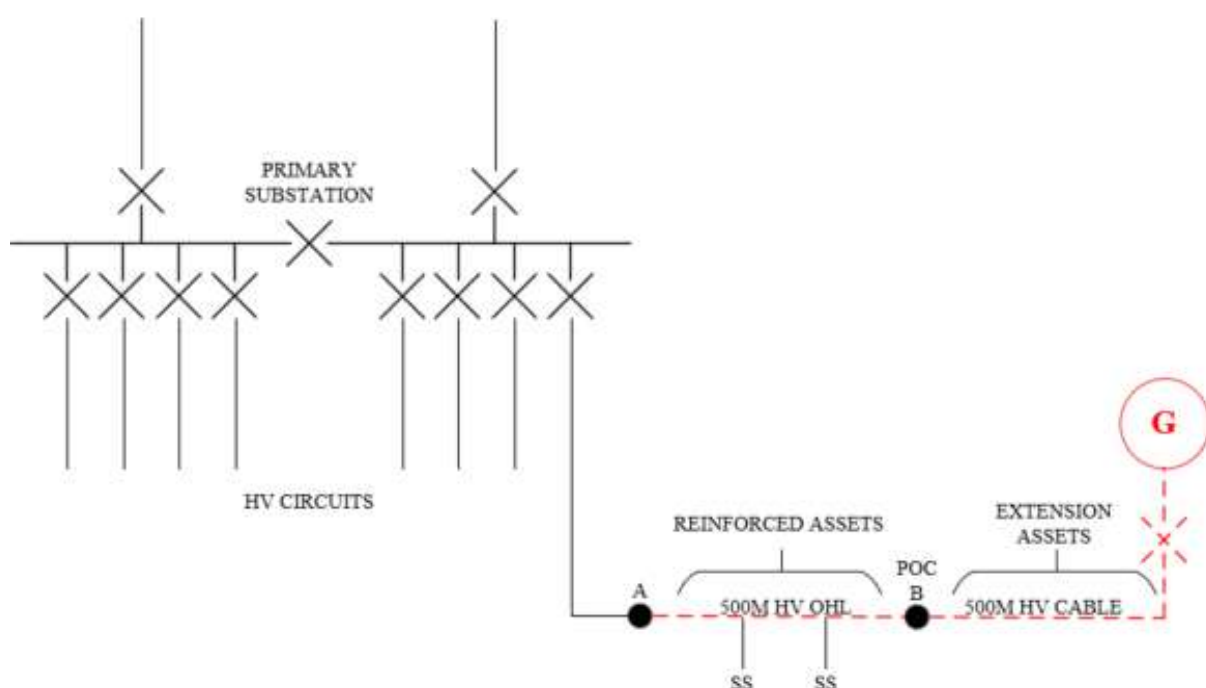 PRIMARY
SUBSTATION
HV CIRCUITS
G
REINFORCED ASSETS
EXTENSION
ASSETS
A
POC
B
500M HV OHL
500M HV CABLE
SS
SS